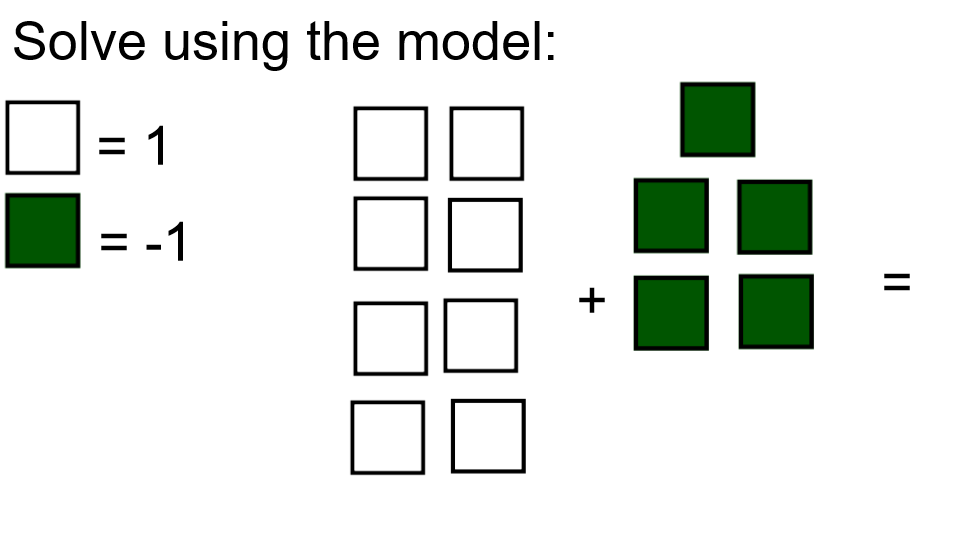 Solve using the model:
= 1
= -1
+
=